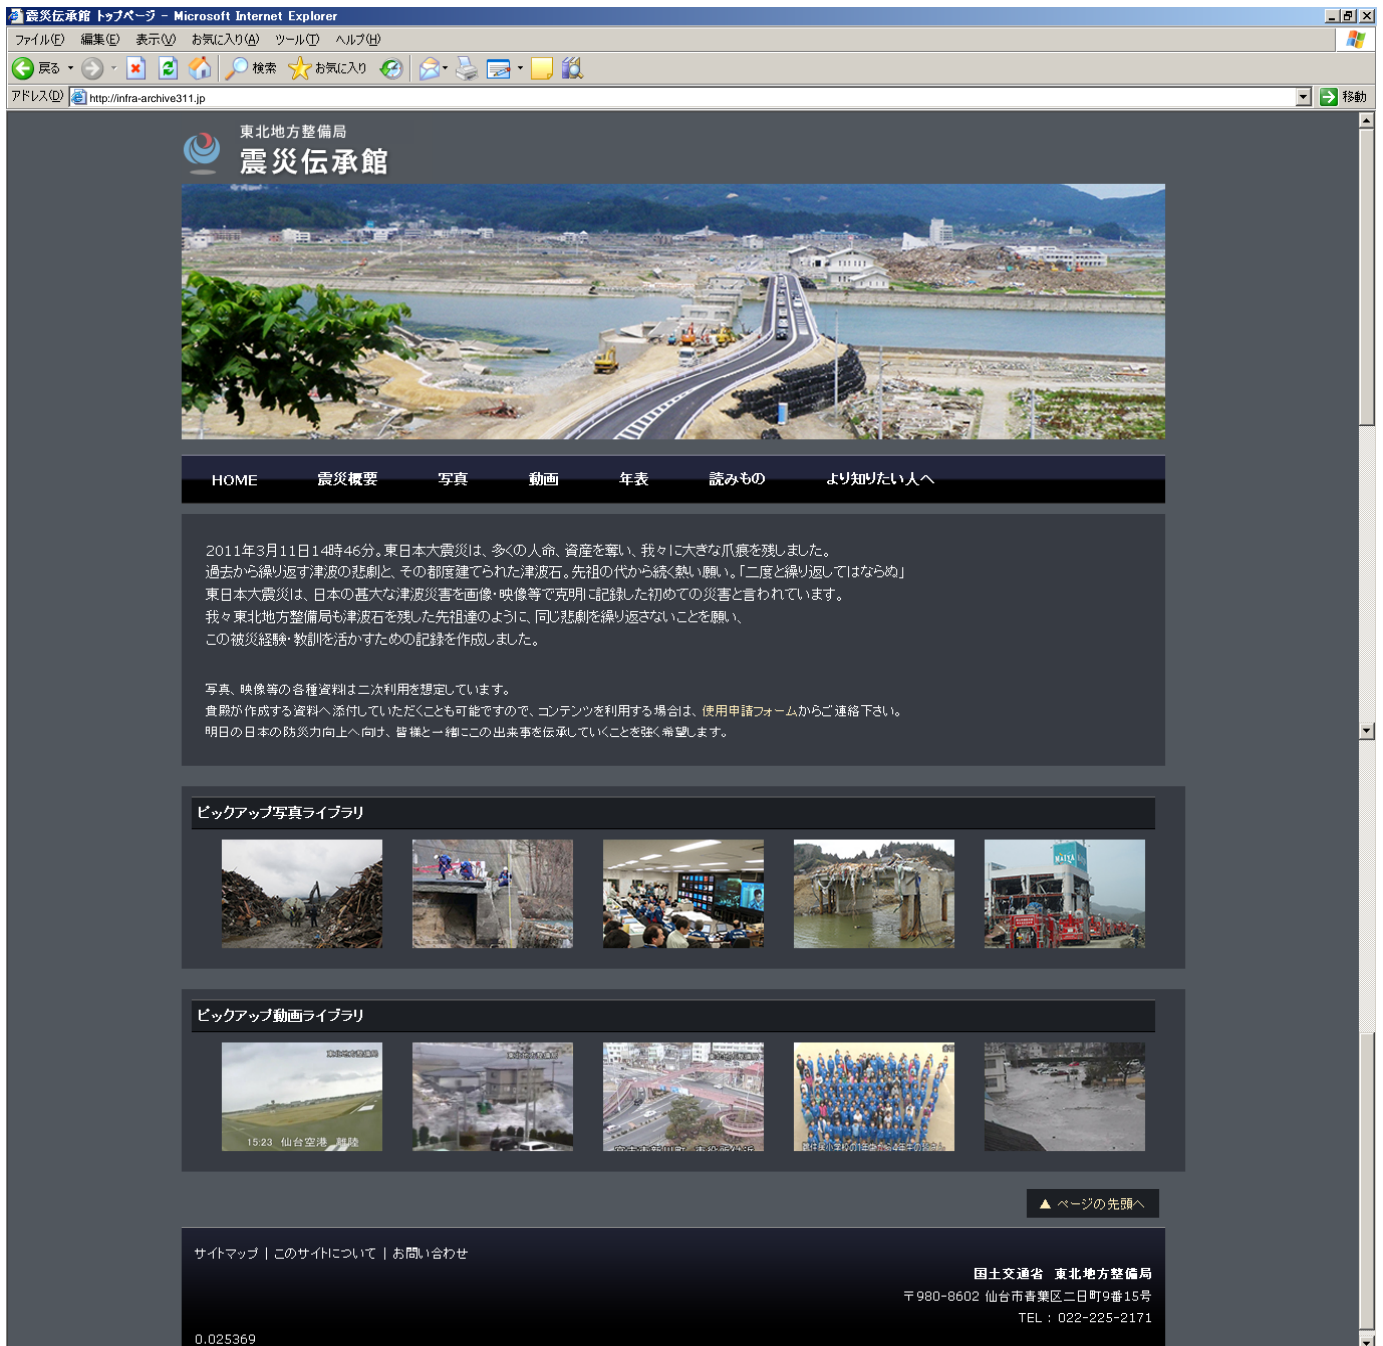 震災伝承館 トップページ - Microsoft Internet Explorer
ファイル(F) 編集(E) 表示(V) お気に入り(A) ツール(T) ヘルプ(H)
戻る 検索 お気に入り
アドレス(D) http://infra-archive311.jp 移動
東北地方整備局
震災伝承館
HOME 震災概要 写真 動画 年表 読みもの より知りたい人へ
2011年3月11日14時46分。東日本大震災は、多くの人命、資産を奪い、我々に大きな爪痕を残しました。
過去から繰り返す津波の悲劇と、その都度建てられた津波石。先祖の代から続く熱い願い。「二度と繰り返してはならぬ」
東日本大震災は、日本の甚大な津波災害を画像・映像等で克明に記録した初めての災害と言われています。
我々東北地方整備局も津波石を残した先祖達のように、同じ悲劇を繰り返さないことを願い、
この被災経験・教訓を活かすための記録を作成しました。
写真、映像等の各種資料は二次利用を想定しています。
貴殿が作成する資料へ添付していただくことも可能ですので、コンテンツを利用する場合は、使用申請フォームからご連絡下さい。
明日の日本の防災力向上へ向け、皆様と一緒にこの出来事を伝承していくことを強く希望します。
ピックアップ写真ライブラリ
MAIYA
ピックアップ動画ライブラリ
東北地方整備局
15:23 仙台空港 離陸
東北地方整備局
東北地方整備局
▲ ページの先頭へ
サイトマップ | このサイトについて | お問い合わせ
国土交通省 東北地方整備局
〒980-8602 仙台市青葉区二日町9番15号
TEL : 022-225-2171
0.025369